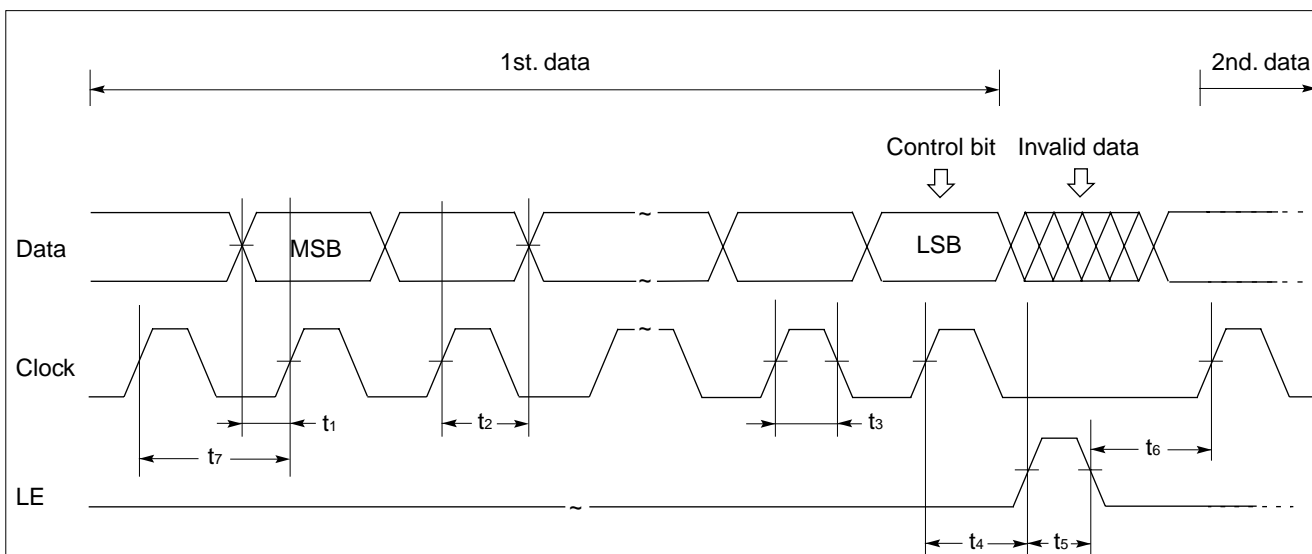 1st. data
2nd. data
Control bit
Invalid data
Data
MSB
~
LSB
Clock
~
t1
t2
t3
t7
t6
LE
~
t4
t5